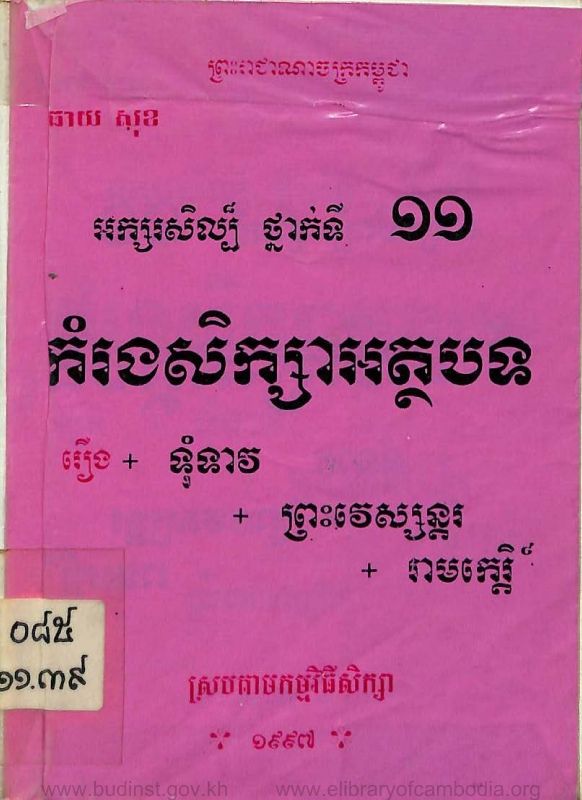 ព្រះរាជាណាចក្រកម្ពុជា
ឆាយ សុខ
អក្សរសិល្ប៍ ថ្នាក់ទី ១១
កំរងសិក្សាអត្ថបទ
រឿង + ទុំទាវ
+ ព្រះវេស្សន្តរ
+ រាមកេរ្តិ៍
០៨៥
១១.៣៩
ស្របតាមកម្មវិធីសិក្សា
១៩៩៧
www.budinst.gov.kh
www.elibraryofcambodia.org